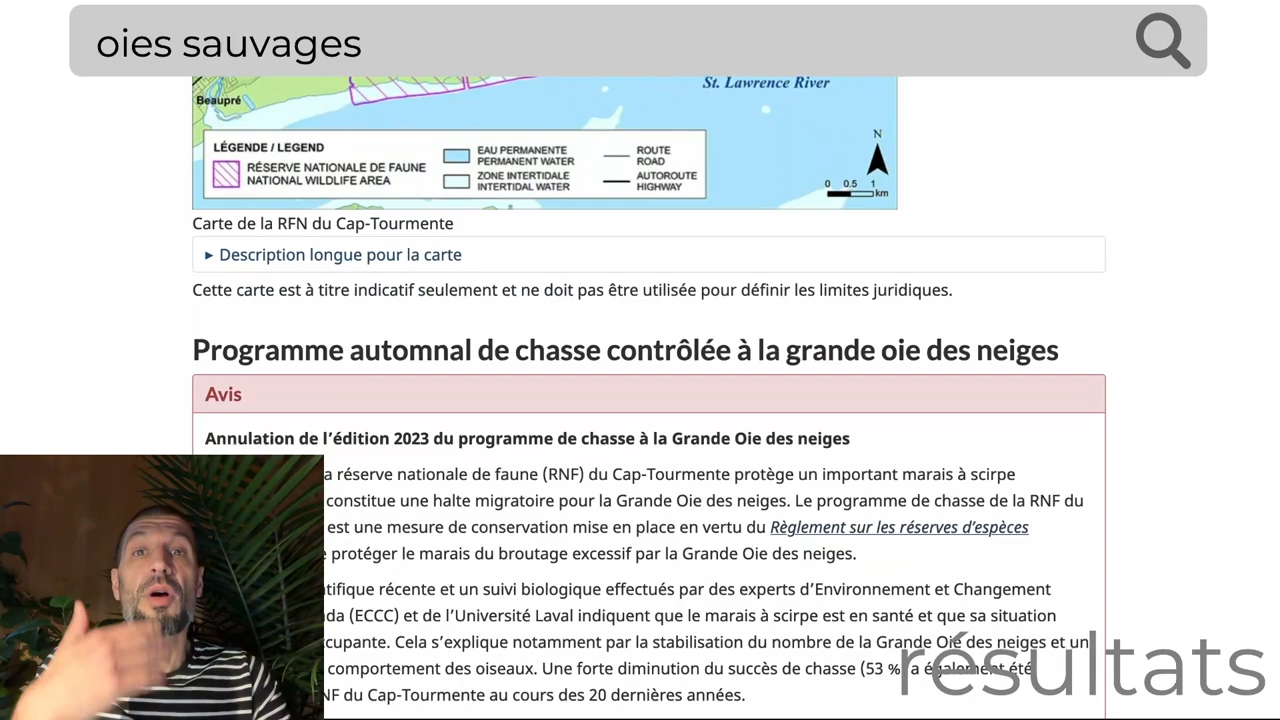 oies sauvages
St. Lawrence River
Beaupré
LÉGENDE / LEGEND
RÉSERVE NATIONALE DE FAUNE
NATIONAL WILDLIFE AREA
EAU PERMANENTE
PERMANENT WATER
ZONE INTERTIDALE
INTERTIDAL WATER
ROUTE
ROAD
AUTOROUTE
HIGHWAY
N
0 0.5 1
km
Carte de la RFN du Cap-Tourmente
► Description longue pour la carte
Cette carte est à titre indicatif seulement et ne doit pas être utilisée pour définir les limites juridiques.
Programme automnal de chasse contrôlée à la grande oie des neiges
Avis
Annulation de l’édition 2023 du programme de chasse à la Grande Oie des neiges
a réserve nationale de faune (RNF) du Cap-Tourmente protège un important marais à scirpe
constitue une halte migratoire pour la Grande Oie des neiges. Le programme de chasse de la RNF du
est une mesure de conservation mise en place en vertu du Règlement sur les réserves d’espèces
protéger le marais du broutage excessif par la Grande Oie des neiges.
tifique récente et un suivi biologique effectués par des experts d’Environnement et Changement
da (ECCC) et de l’Université Laval indiquent que le marais à scirpe est en santé et que sa situation
cupante. Cela s’explique notamment par la stabilisation du nombre de la Grande Oie des neiges et un
comportement des oiseaux. Une forte diminution du succès de chasse (53 %) a également été
NF du Cap-Tourmente au cours des 20 dernières années.
résultats